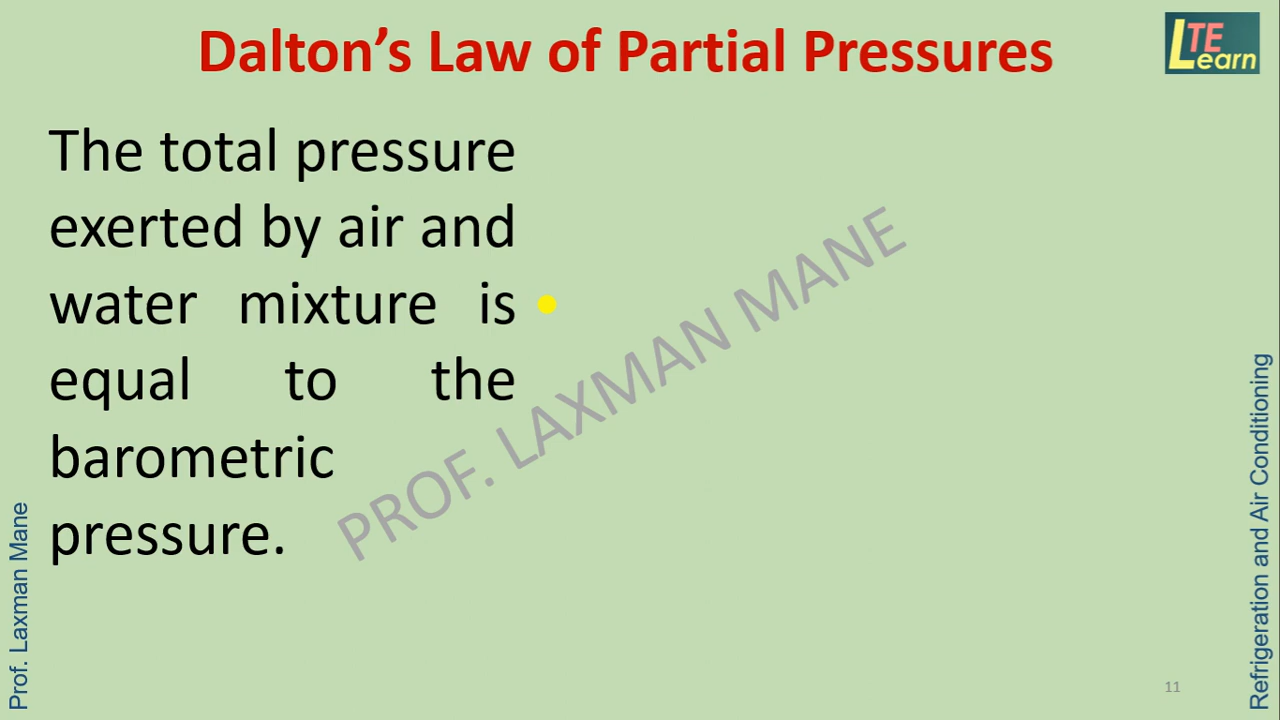 Dalton’s Law of Partial Pressures
LTE
Learn
The total pressure
exerted by air and
water mixture is
equal to the
barometric
pressure.
PROF. LAXMAN MANE
Prof. Laxman Mane
Refrigeration and Air Conditioning
11